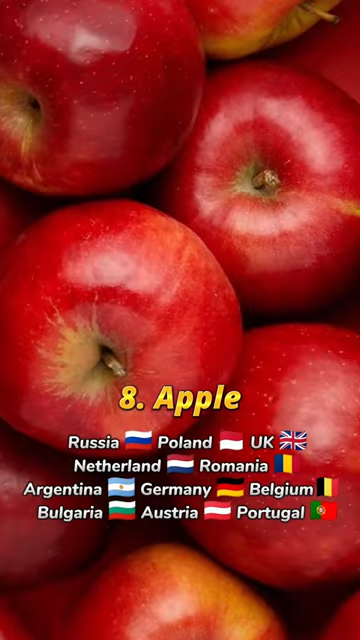 8. Apple
Russia 🇷🇺 Poland 🇵🇱 UK 🇬🇧
Netherland 🇳🇱 Romania 🇷🇴
Argentina 🇦🇷 Germany 🇩🇪 Belgium 🇧🇪
Bulgaria 🇧🇬 Austria 🇦🇹 Portugal 🇵🇹